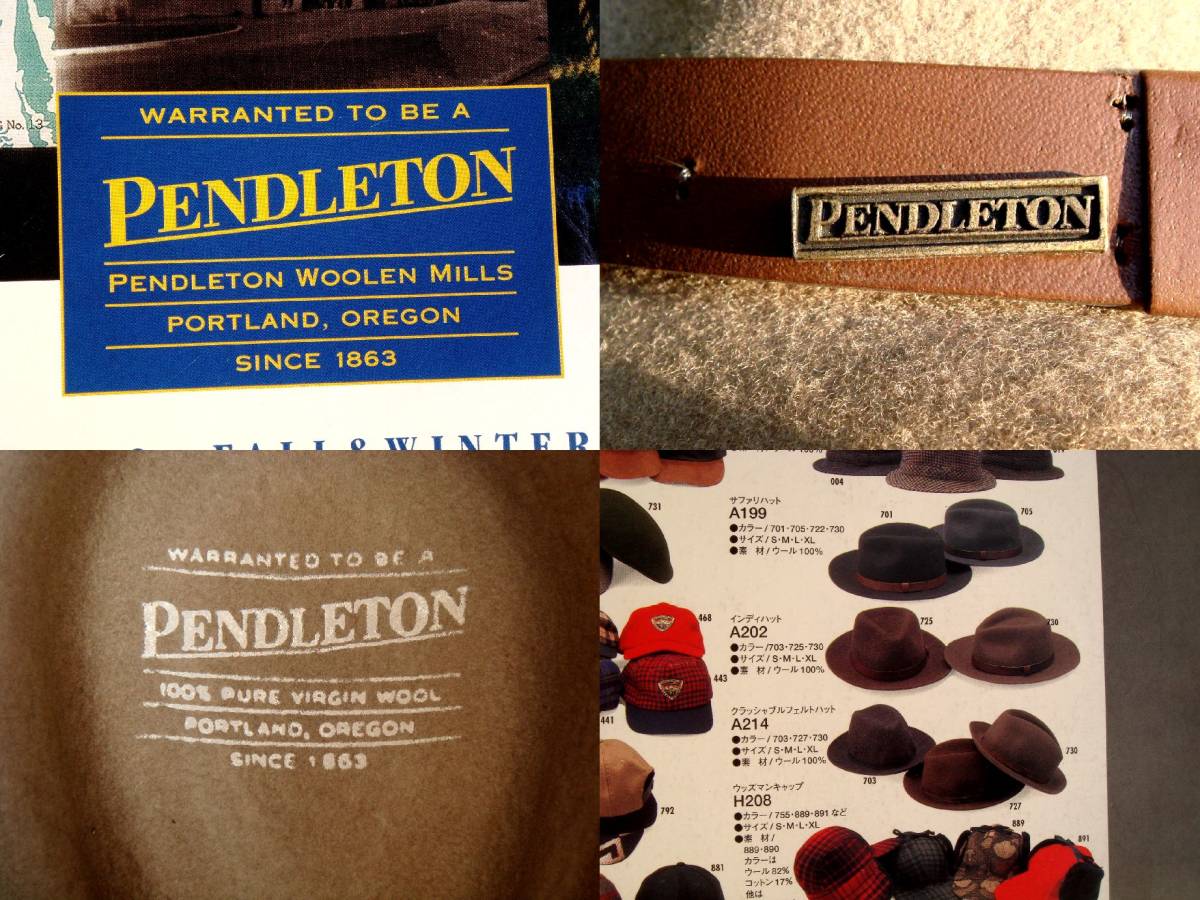 S No. 13
WARRANTED TO BE A
PENDLETON
PENDLETON WOOLEN MILLS
PORTLAND, OREGON
SINCE 1863
FALL & WINTER
PENDLETON
WARRANTED TO BE A
PENDLETON
100% PURE VIRGIN WOOL
PORTLAND, OREGON
SINCE 1863
004
731
サファリハット
A199
●カラー/701・705・722・730
●サイズ/S・M・L・XL
●素 材/ウール100%
701
705
468
インディハット
A202
●カラー/703・725・730
●サイズ/S・M・L・XL
●素 材/ウール100%
725
730
443
441
クラッシャブルフェルトハット
A214
●カラー/703・727・730
●サイズ/S・M・L・XL
●素 材/ウール100%
703
730
727
792
ウッズマンキャップ
H208
●カラー/755・889・891 など
●サイズ/S・M・L・XL
●素 材/
889・890
カラーは
ウール82%
コットン17%
他は
889
891
881